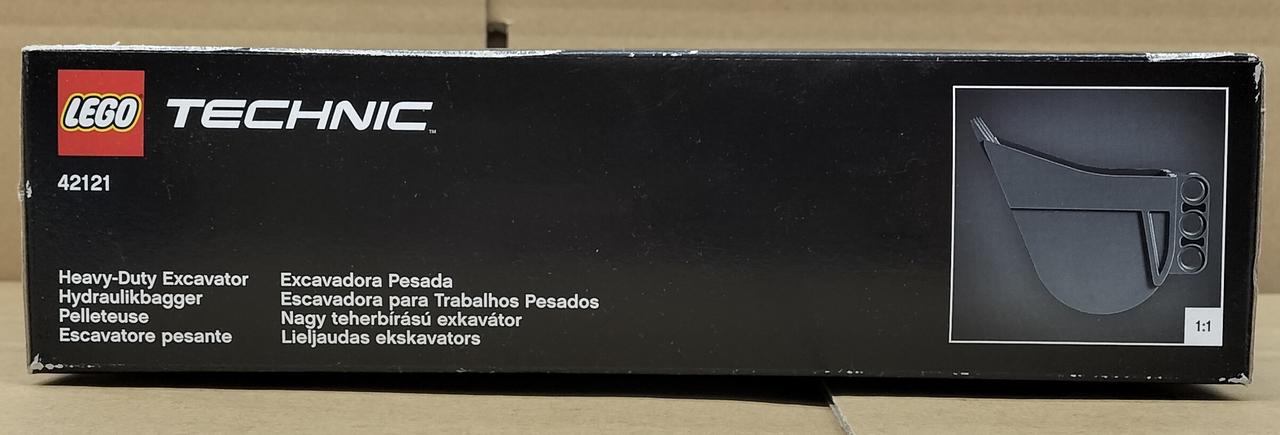 LEGO TECHNIC™
42121
Heavy-Duty Excavator
Hydraulikbagger
Pelleteuse
Escavatore pesante
Excavadora Pesada
Escavadora para Trabalhos Pesados
Nagy teherbírású exkavátor
Lieljaudas ekskavators
1:1